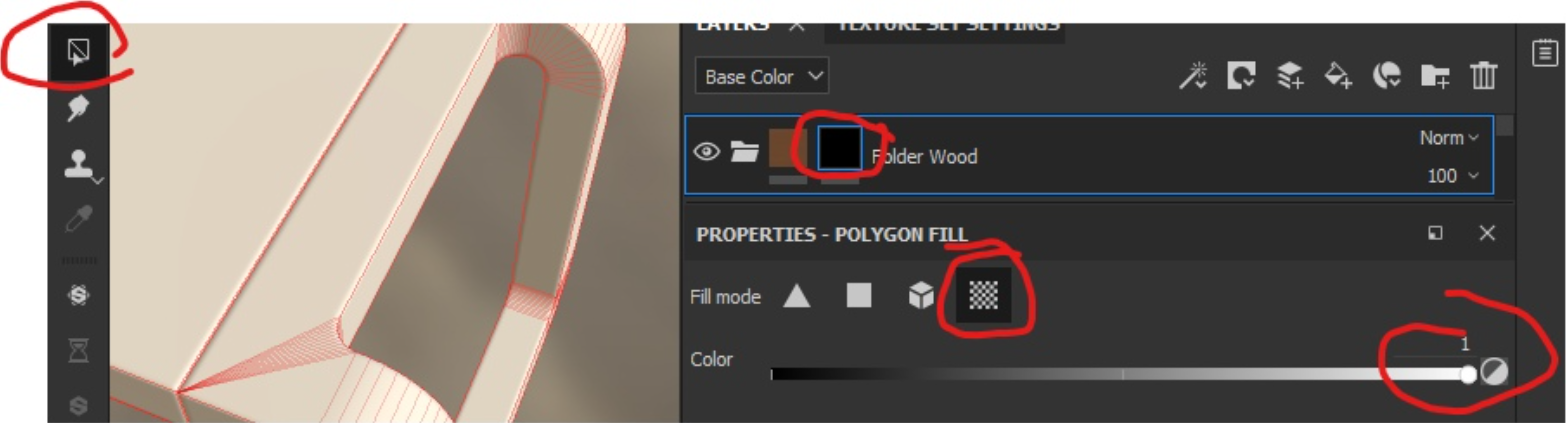 LAYERS TEXTURE SET SETTINGS
Base Color
Norm
Folder Wood
100
PROPERTIES - POLYGON FILL
Fill mode
1
Color